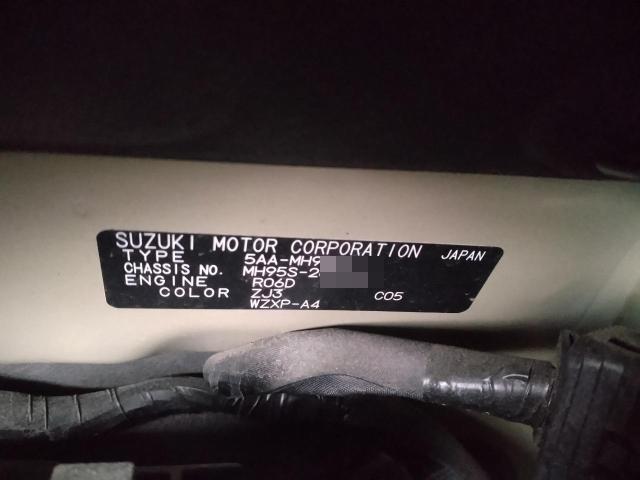 SUZUKI MOTOR CORPORATION JAPAN
TYPE 5AA-MH9
CHASSIS NO. MH95S-2
ENGINE R06D
COLOR ZJ3 C05
WZXP-A4